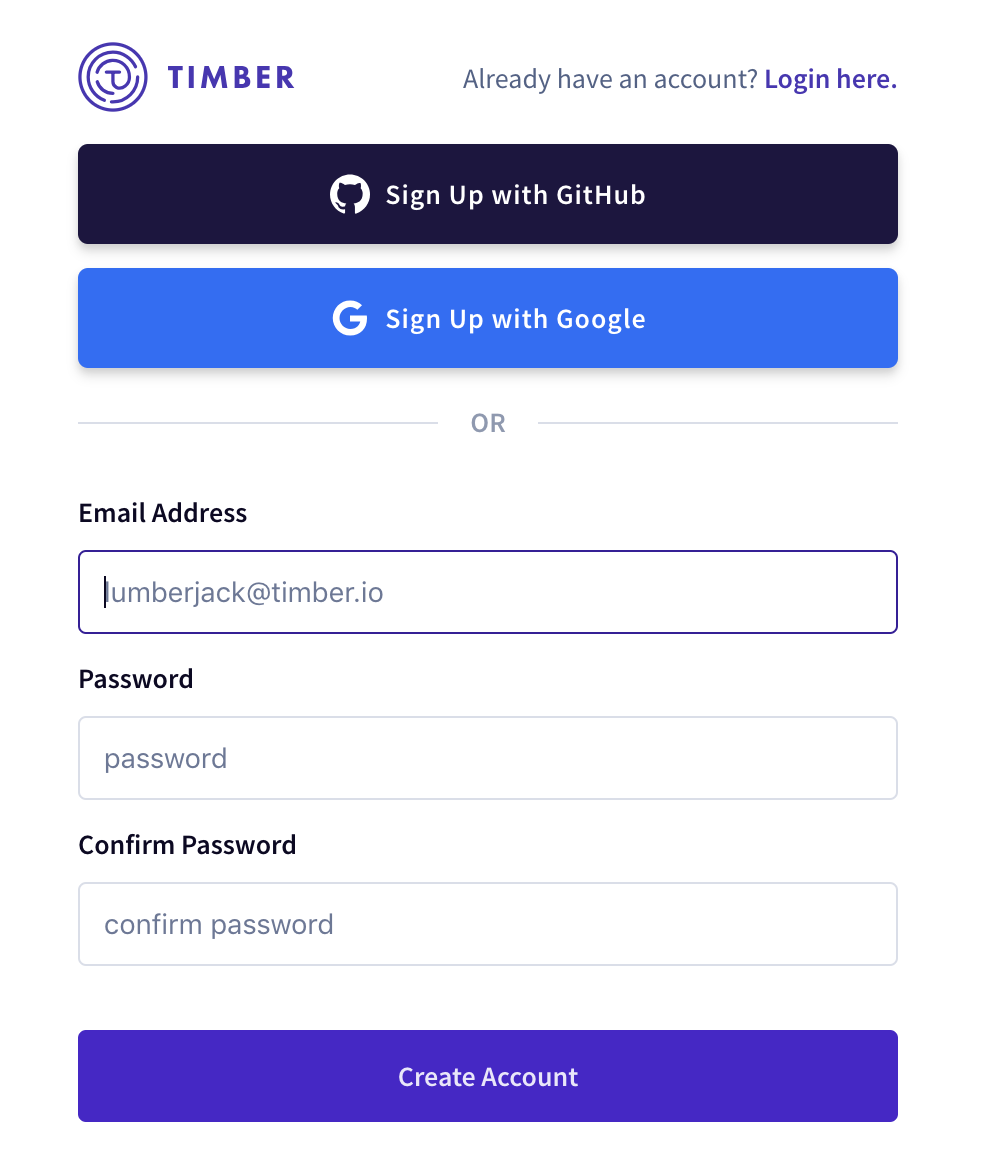 TIMBER
Already have an account? Login here.
Sign Up with GitHub
Sign Up with Google
OR
Email Address
lumberjack@timber.io
Password
password
Confirm Password
confirm password
Create Account